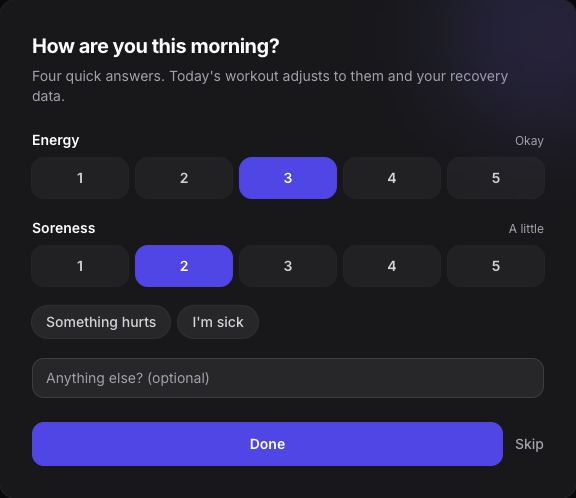 How are you this morning?
Four quick answers. Today's workout adjusts to them and your recovery
data.
Energy Okay
1 2 3 4 5
Soreness A little
1 2 3 4 5
Something hurts I'm sick
Anything else? (optional)
Done Skip